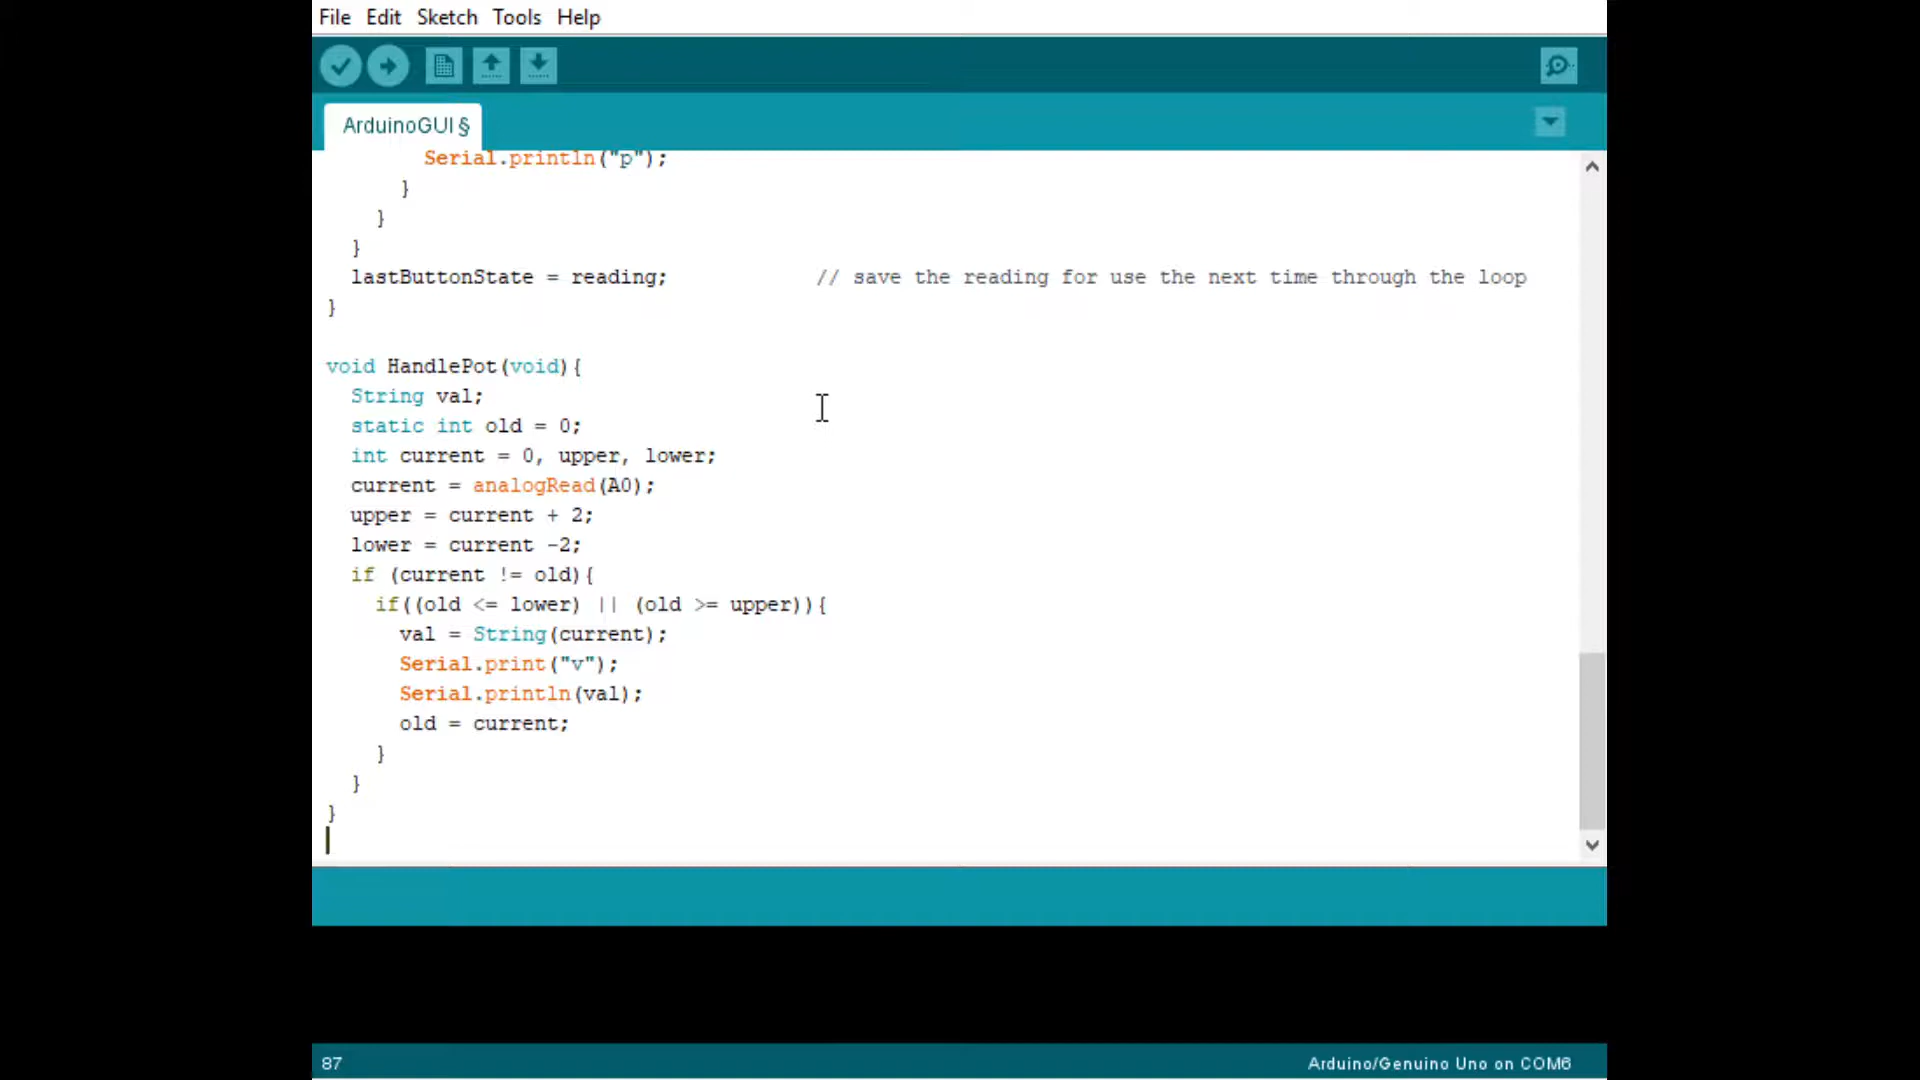 File Edit Sketch Tools Help
ArduinoGUI §
Serial.println("p");
}
}
}
lastButtonState = reading; // save the reading for use the next time through the loop
}
void HandlePot(void){
String val;
static int old = 0;
int current = 0, upper, lower;
current = analogRead(A0);
upper = current + 2;
lower = current -2;
if (current != old){
if((old <= lower) || (old >= upper)){
val = String(current);
Serial.print("v");
Serial.println(val);
old = current;
}
}
}
87 Arduino/Genuino Uno on COM6